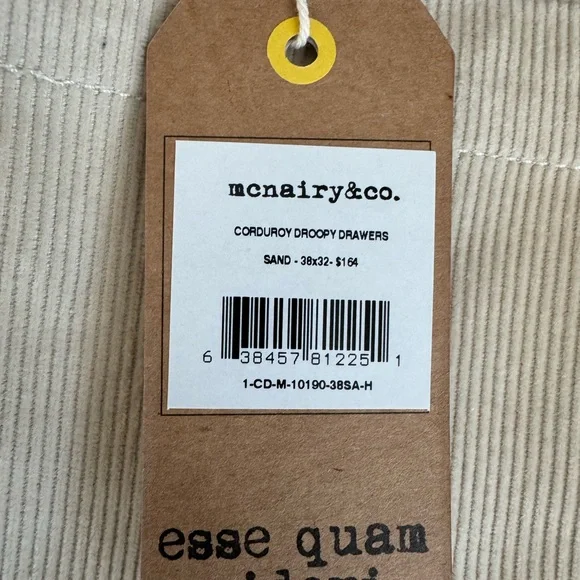 mcnairy&co.
CORDUROY DROOPY DRAWERS
SAND - 38x32- $164
6 38457 81225 1
1-CD-M-10190-38SA-H
esse quam